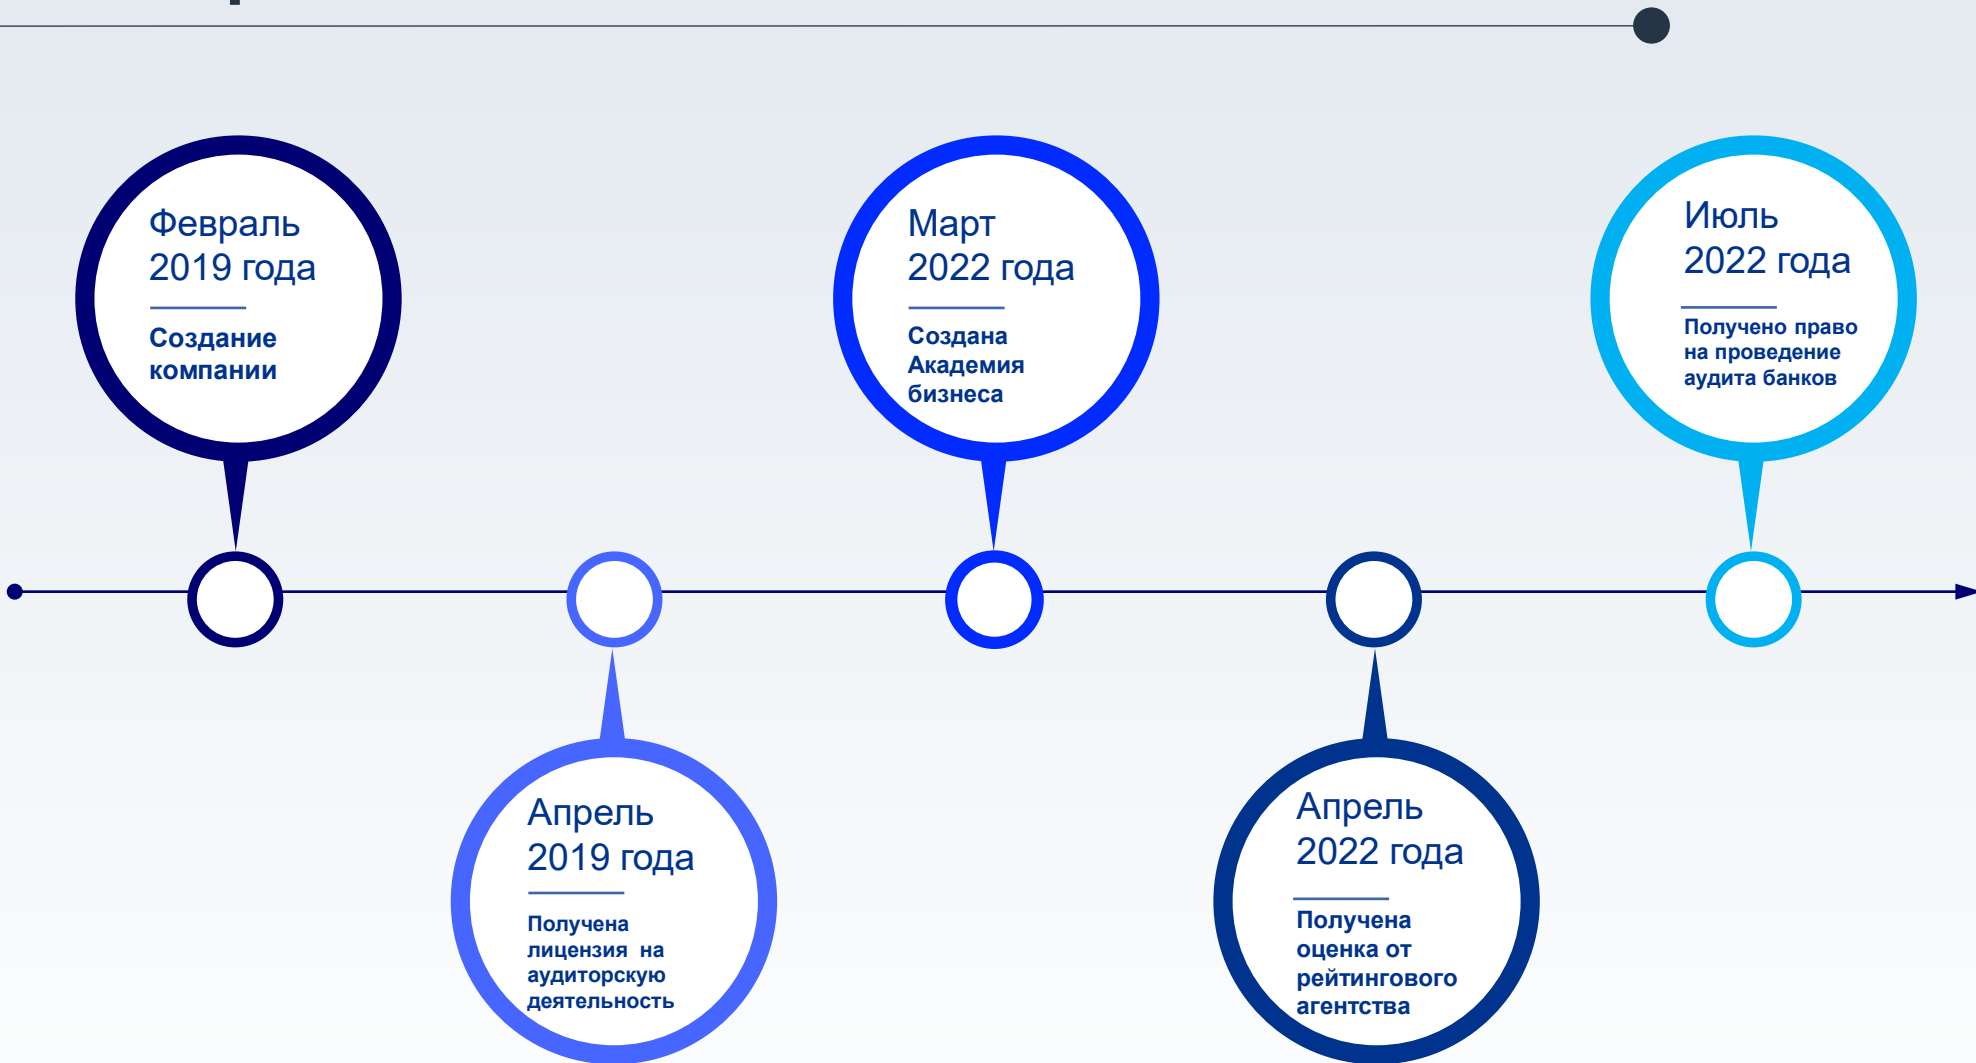 Февраль
2019 года
Создание
компании
Апрель
2019 года
Получена
лицензия на
аудиторскую
деятельность
Март
2022 года
Создана
Академия
бизнеса
Апрель
2022 года
Получена
оценка от
рейтингового
агентства
Июль
2022 года
Получено право
на проведение
аудита банков